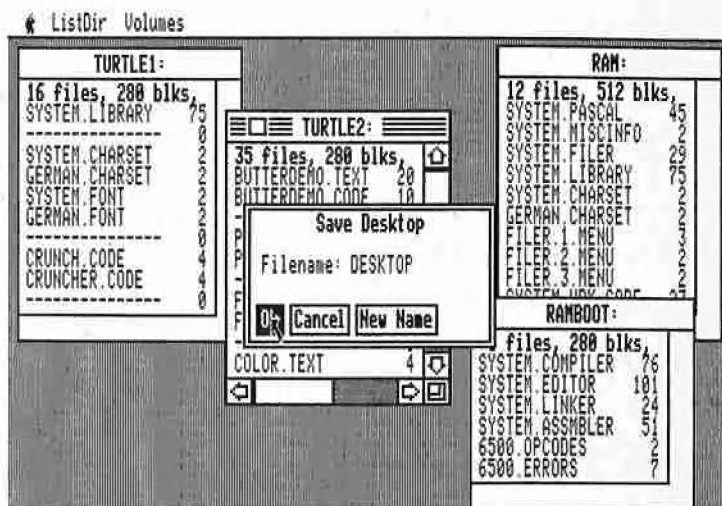 ListDir Volumes
TURTLE1:
16 files, 280 blks,
SYSTEM.LIBRARY 75
---------------- 0
SYSTEM.CHARSET 2
GERMAN.CHARSET 2
SYSTEM.FONT 2
GERMAN.FONT 2
---------------- 0
CRUNCH.CODE 4
CRUNCHER.CODE 4
---------------- 0
TURTLE2:
35 files, 280 blks,
BUTTERDEMO.TEXT 20
BUTTERDEMO.CODE 10
COLOR.TEXT 4
Save Desktop
Filename: DESKTOP
Ok Cancel New Name
RAM:
12 files, 512 blks,
SYSTEM.PASCAL 45
SYSTEM.MISCINFO 2
SYSTEM.FILER 29
SYSTEM.LIBRARY 75
SYSTEM.CHARSET 2
GERMAN.CHARSET 2
FILER.1.MENU 3
FILER.2.MENU 2
FILER.3.MENU 2
RAMBOOT:
files, 280 blks,
SYSTEM.COMPILER 76
SYSTEM.EDITOR 101
SYSTEM.LINKER 24
SYSTEM.ASSMBLER 51
6500.OPCODES 2
6500.ERRORS 7